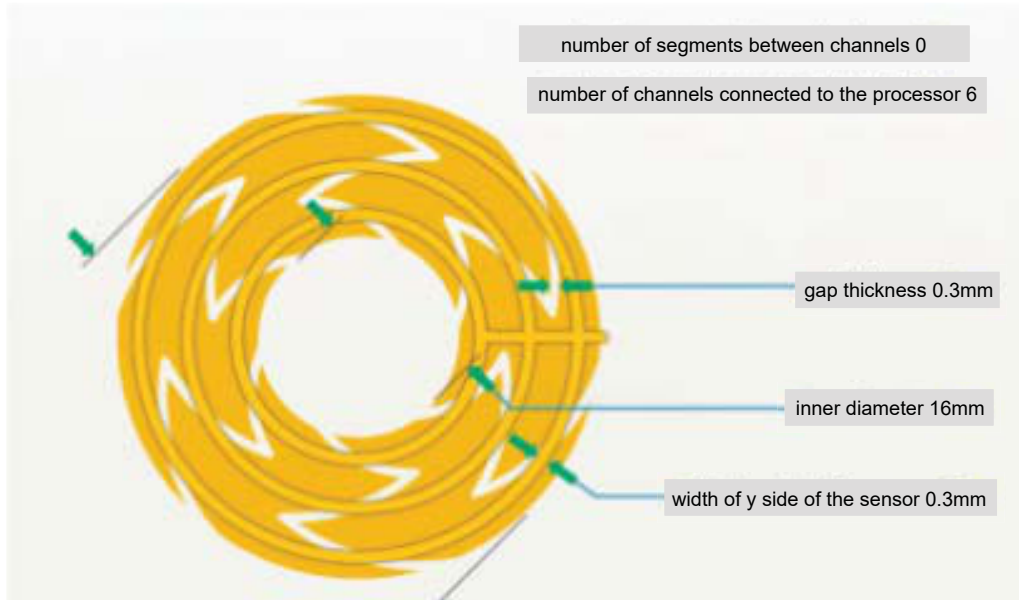 number of segments between channels 0
number of channels connected to the processor 6
gap thickness 0.3mm
inner diameter 16mm
width of y side of the sensor 0.3mm